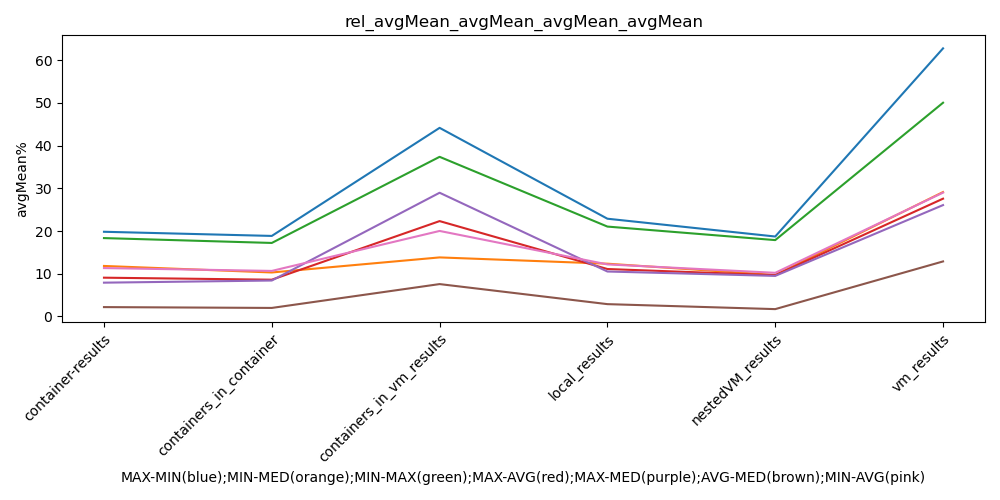 rel_avgMean_avgMean_avgMean_avgMean
avgMean%
60
50
40
30
20
10
0
container-results
containers_in_container
containers_in_vm_results
local_results
nestedVM_results
vm_results
MAX-MIN(blue);MIN-MED(orange);MIN-MAX(green);MAX-AVG(red);MAX-MED(purple);AVG-MED(brown);MIN-AVG(pink)